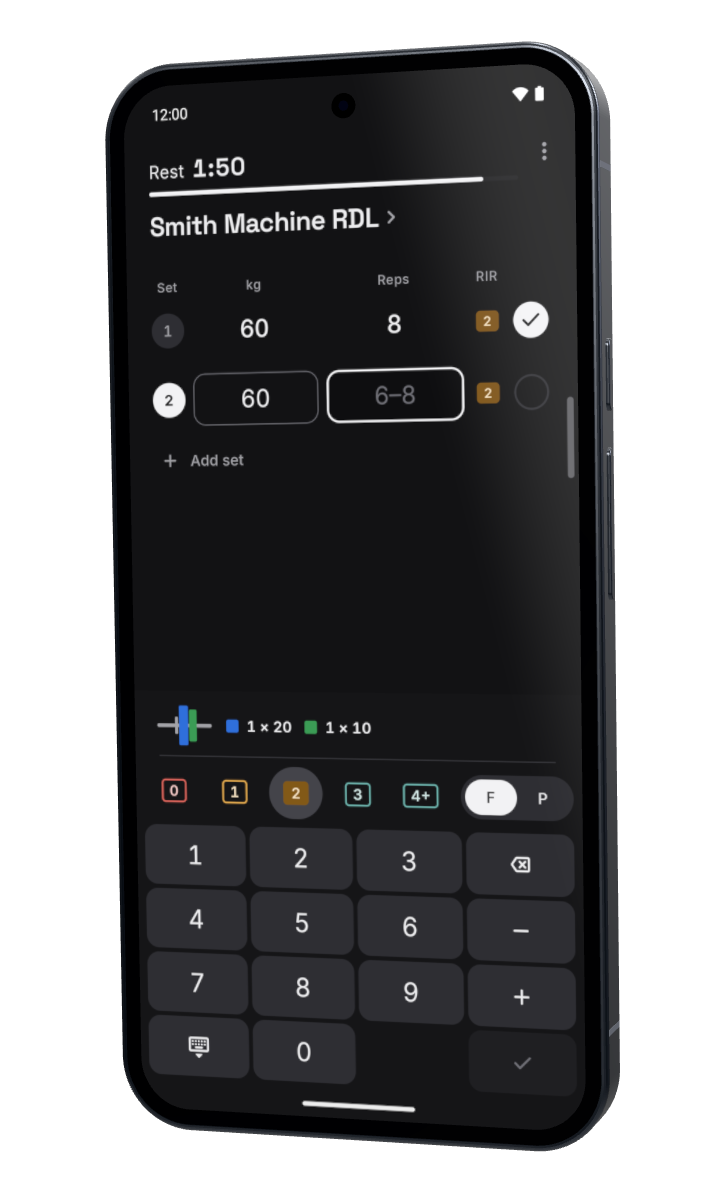 12:00
Rest 1:50
Smith Machine RDL
Set kg Reps RIR
1 60 8 2
2 60 6–8 2
+ Add set
1 × 20 1 × 10
0 1 2 3 4+ F P
1 2 3
4 5 6 −
7 8 9 +
0